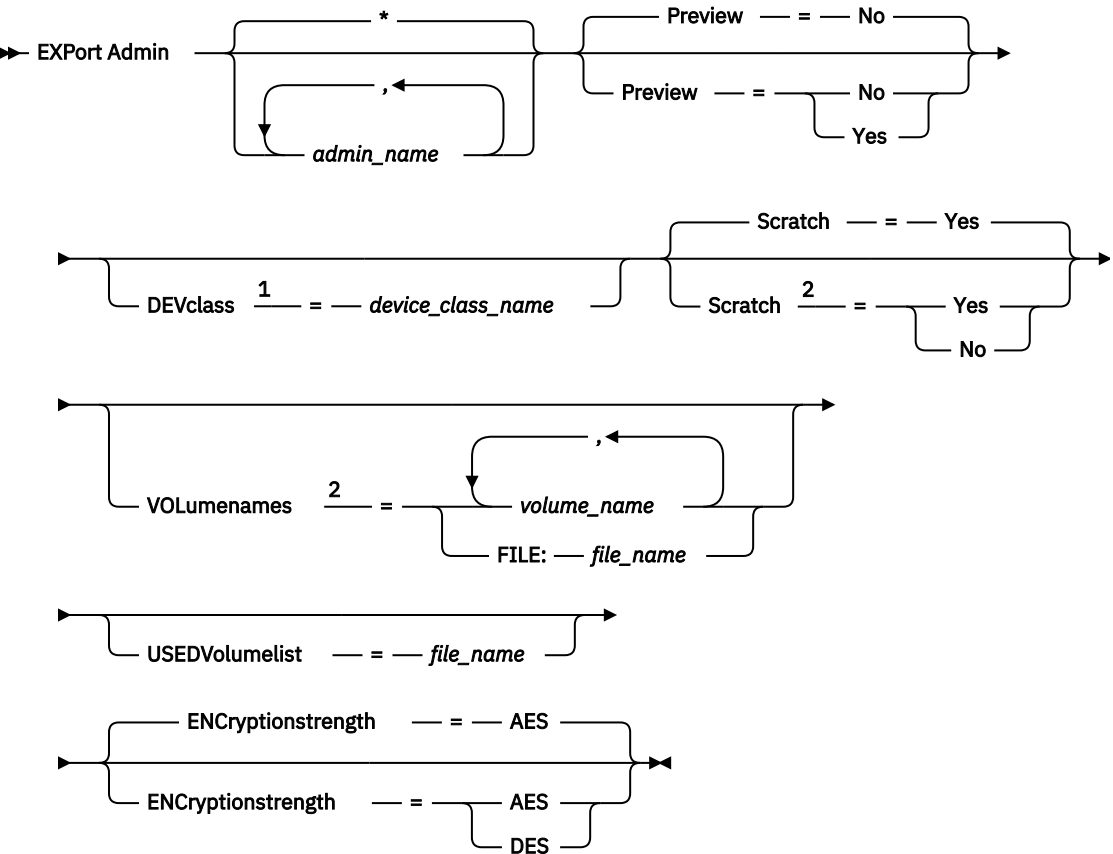 *
Preview = No
EXPort Admin
,
admin_name
Preview = No
Yes
Scratch = Yes
DEVclass 1 = device_class_name
Scratch 2 = Yes
No
,
VOLumenames 2 = volume_name
FILE: file_name
USEDVolumelist = file_name
ENCryptionstrength = AES
ENCryptionstrength = AES
DES